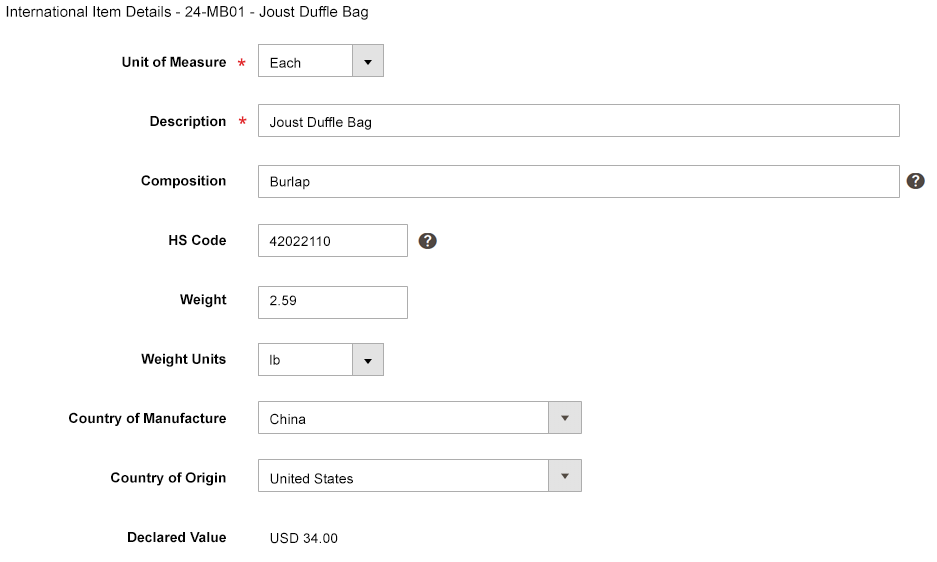 International Item Details - 24-MB01 - Joust Duffle Bag
Unit of Measure * Each
Description * Joust Duffle Bag
Composition Burlap ?
HS Code 42022110 ?
Weight 2.59
Weight Units lb
Country of Manufacture China
Country of Origin United States
Declared Value USD 34.00